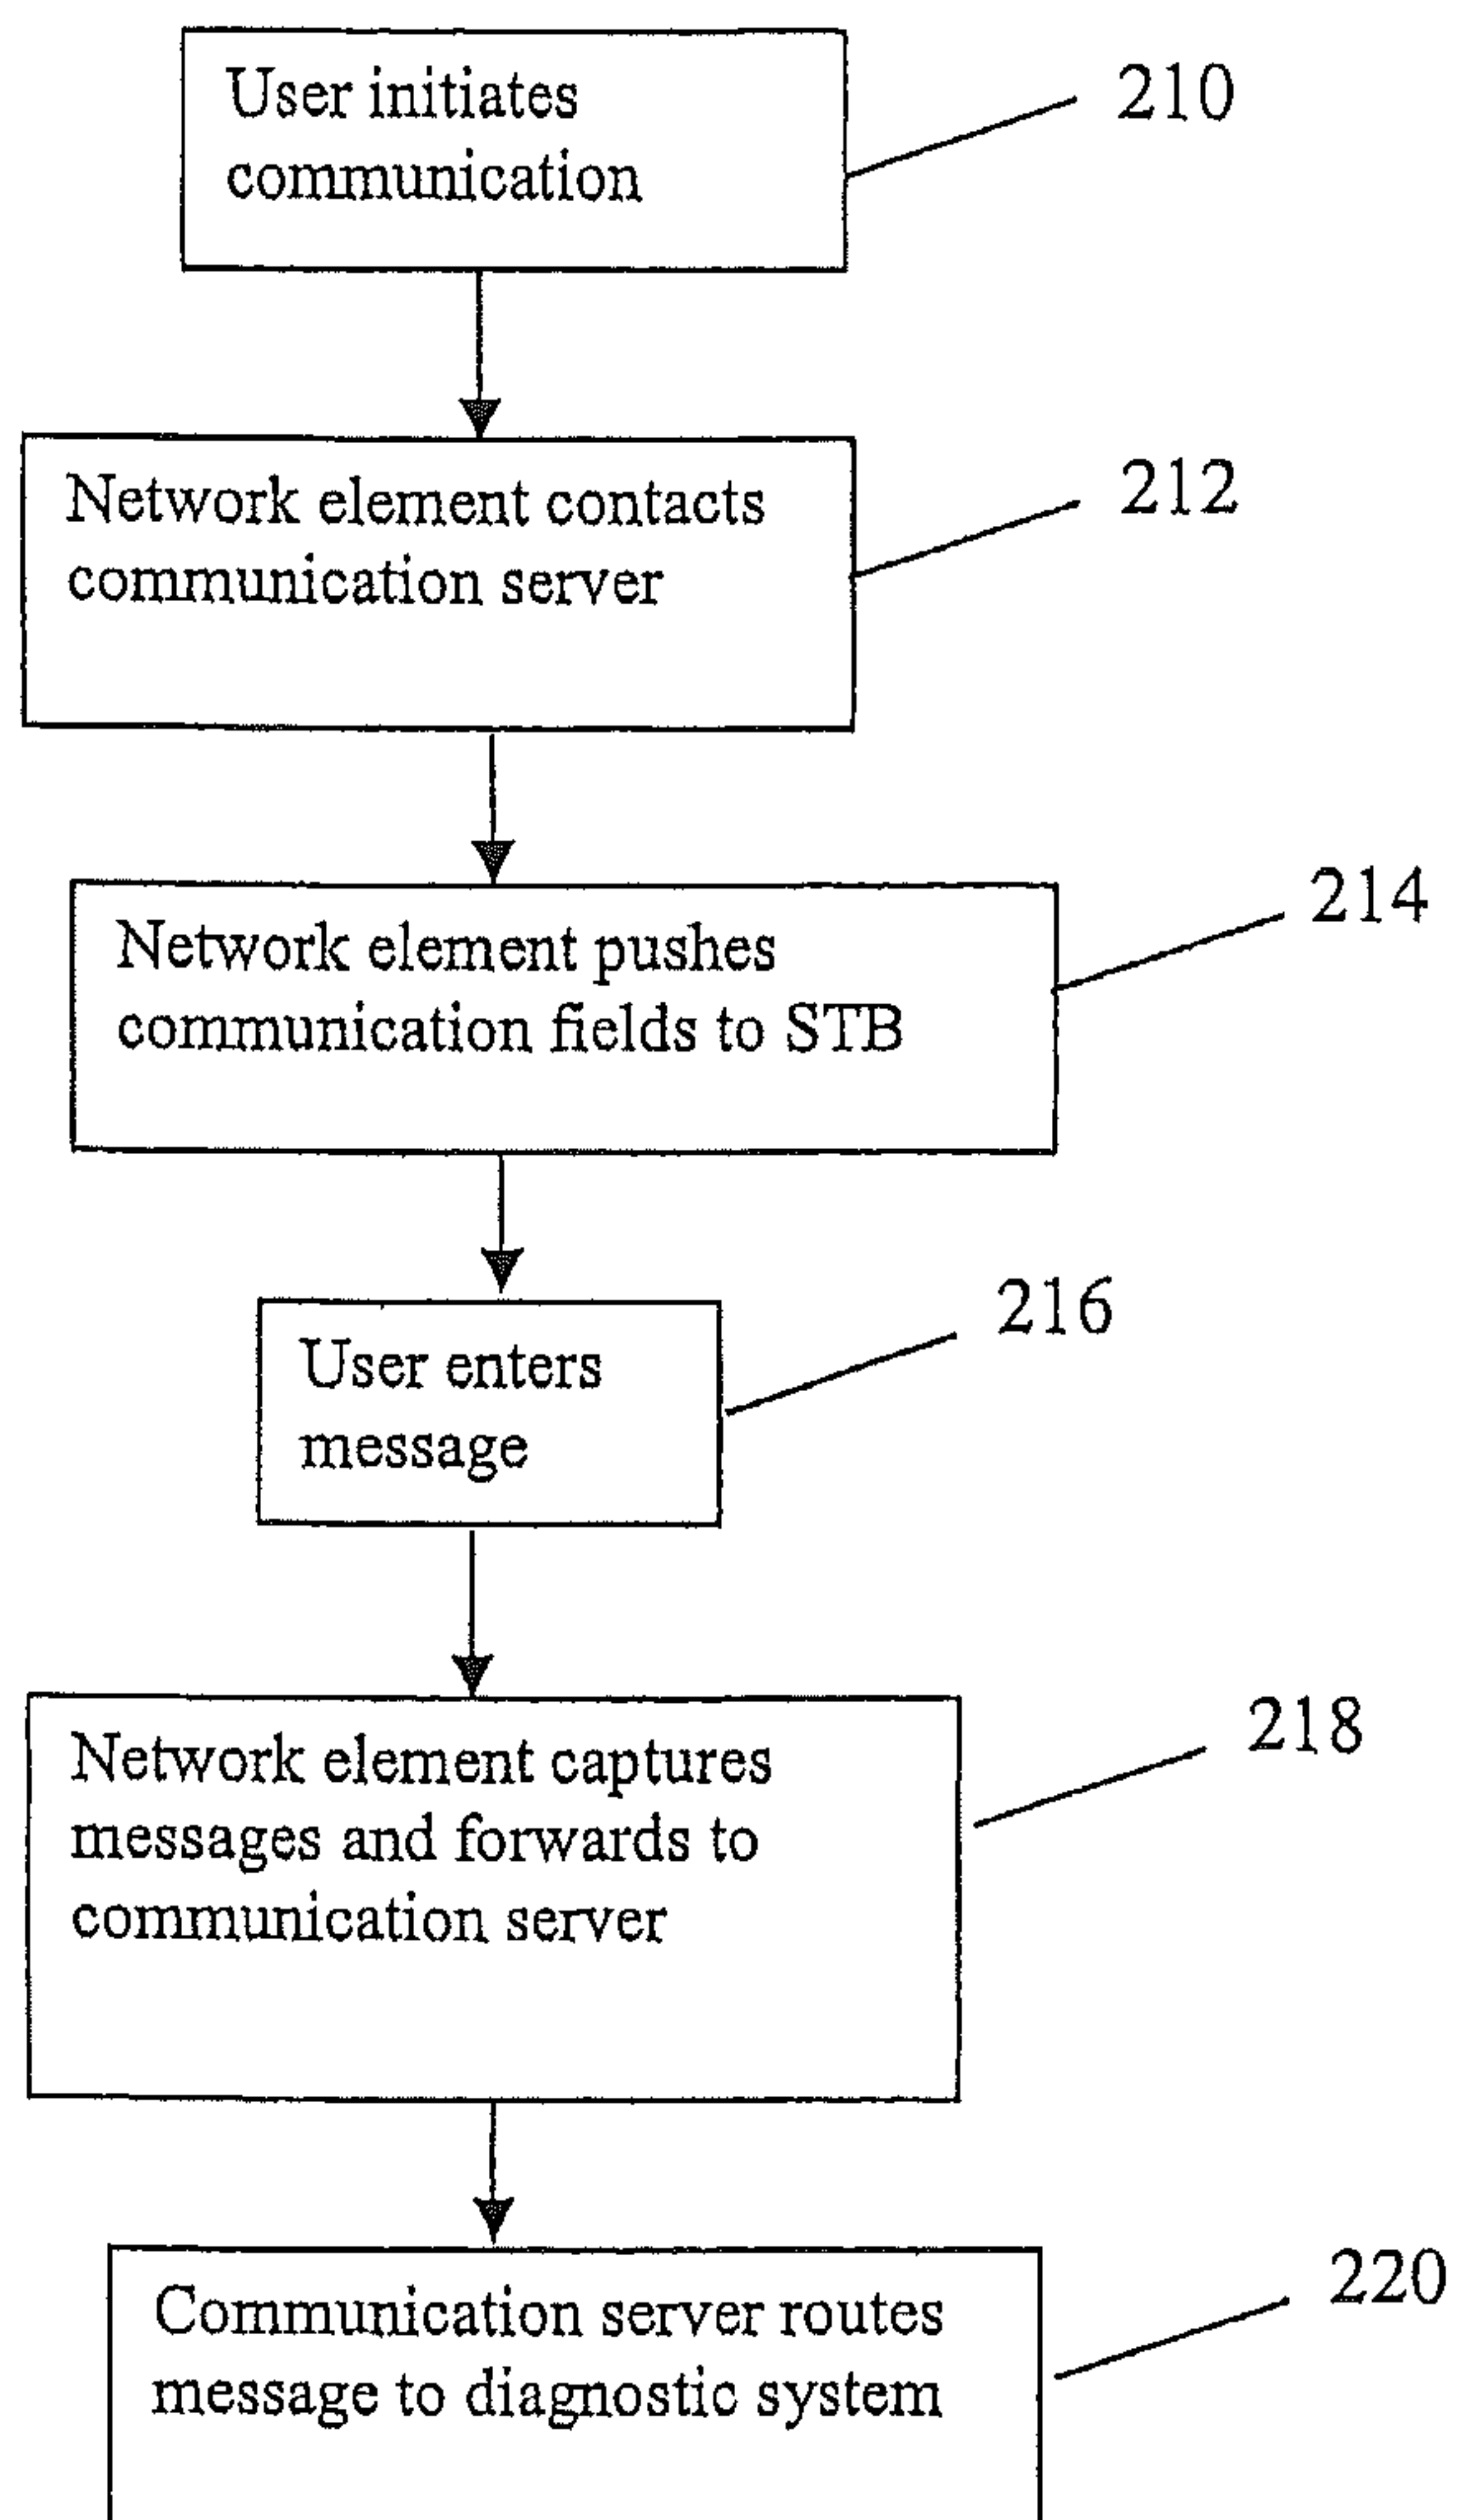 User initiates
communication
210
Network element contacts
communication server
212
Network element pushes
communication fields to STB
214
User enters
message
216
Network element captures
messages and forwards to
communication server
218
Communication server routes
message to diagnostic system
220